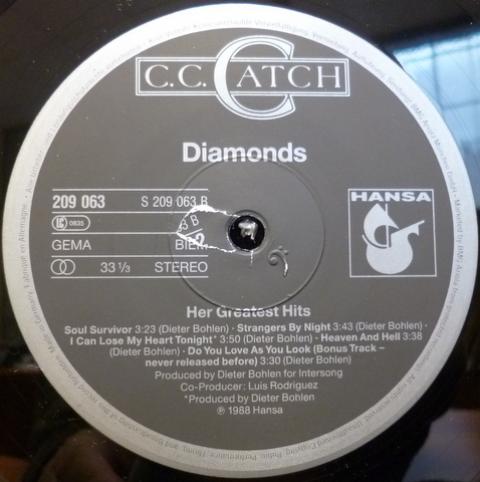 C.C. CATCH
Diamonds
209 063 S 209 063 B
LC 0835
GEMA BIEM
33 1/3 STEREO
HANSA
Her Greatest Hits
Soul Survivor 3:23 (Dieter Bohlen) · Strangers By Night 3:43 (Dieter Bohlen) ·
I Can Lose My Heart Tonight* 3:50 (Dieter Bohlen) · Heaven And Hell 3:38
(Dieter Bohlen) · Do You Love As You Look (Bonus Track –
never released before) 3:30 (Dieter Bohlen)
Produced by Dieter Bohlen for Intersong
Co-Producer: Luis Rodriguez
*Produced by Dieter Bohlen
℗ 1988 Hansa